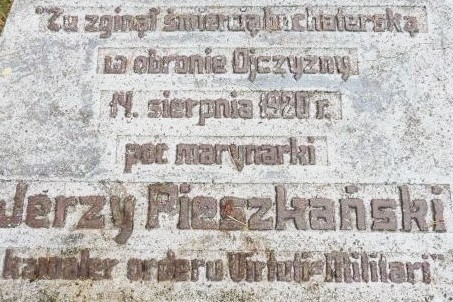 "Tu zginął śmiercią bohaterską
w obronie Ojczyzny
14. sierpnia 1920 r.
por. marynarki
Jerzy Pieszkański
kawaler orderu Virtuti-Militari"